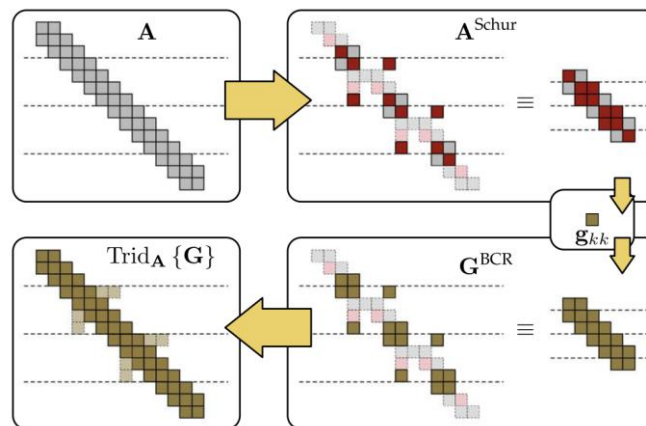 A
A^Schur
≡
g_kk
Trid_A {G}
G^BCR
≡